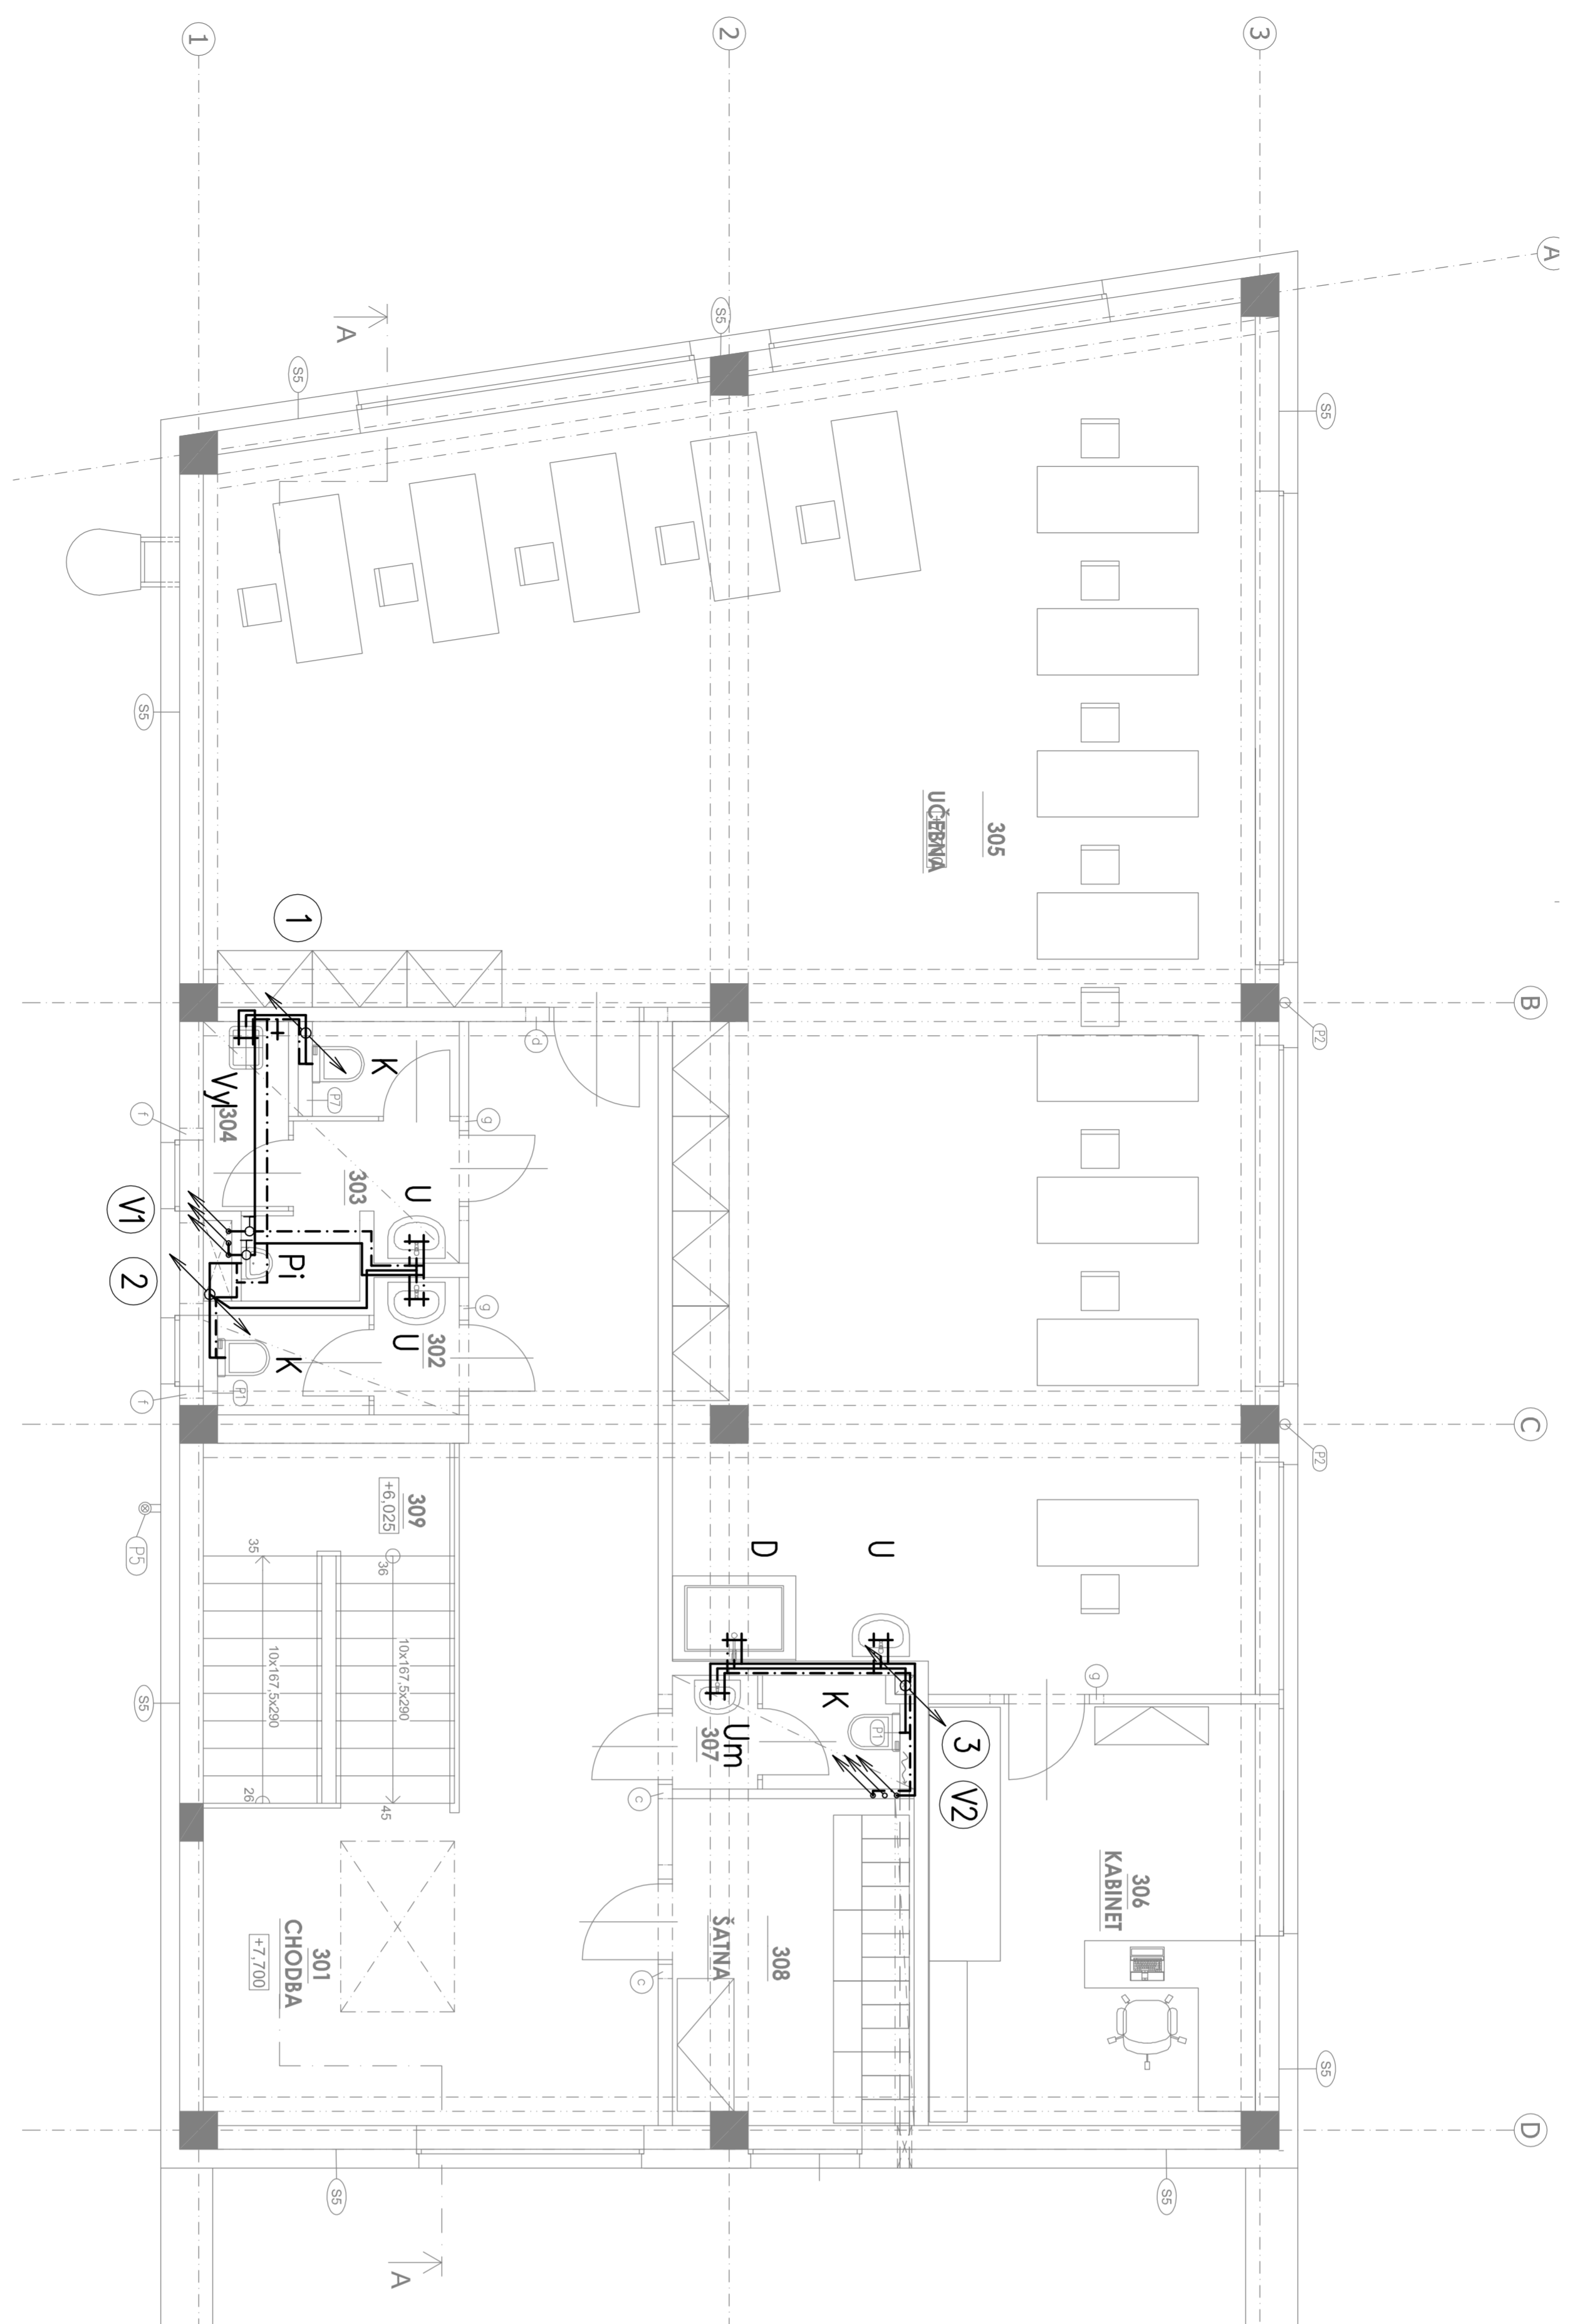 1
2
3
A
B
C
D
A
S5
S5
S5
S5
305
UČEBNA
1
K
Vyl
304
P7
d
g
f
303
U
V1
2
Pi
g
302
U
K
P1
f
P2
P2
309
+6,025
P5
35
36
10x167,5x290
10x167,5x290
26
45
S5
D
U
K
P1
Um
307
3
V2
g
c
306
KABINET
308
ŠATNA
c
301
CHODBA
+7,700
S5
S5
S5
A